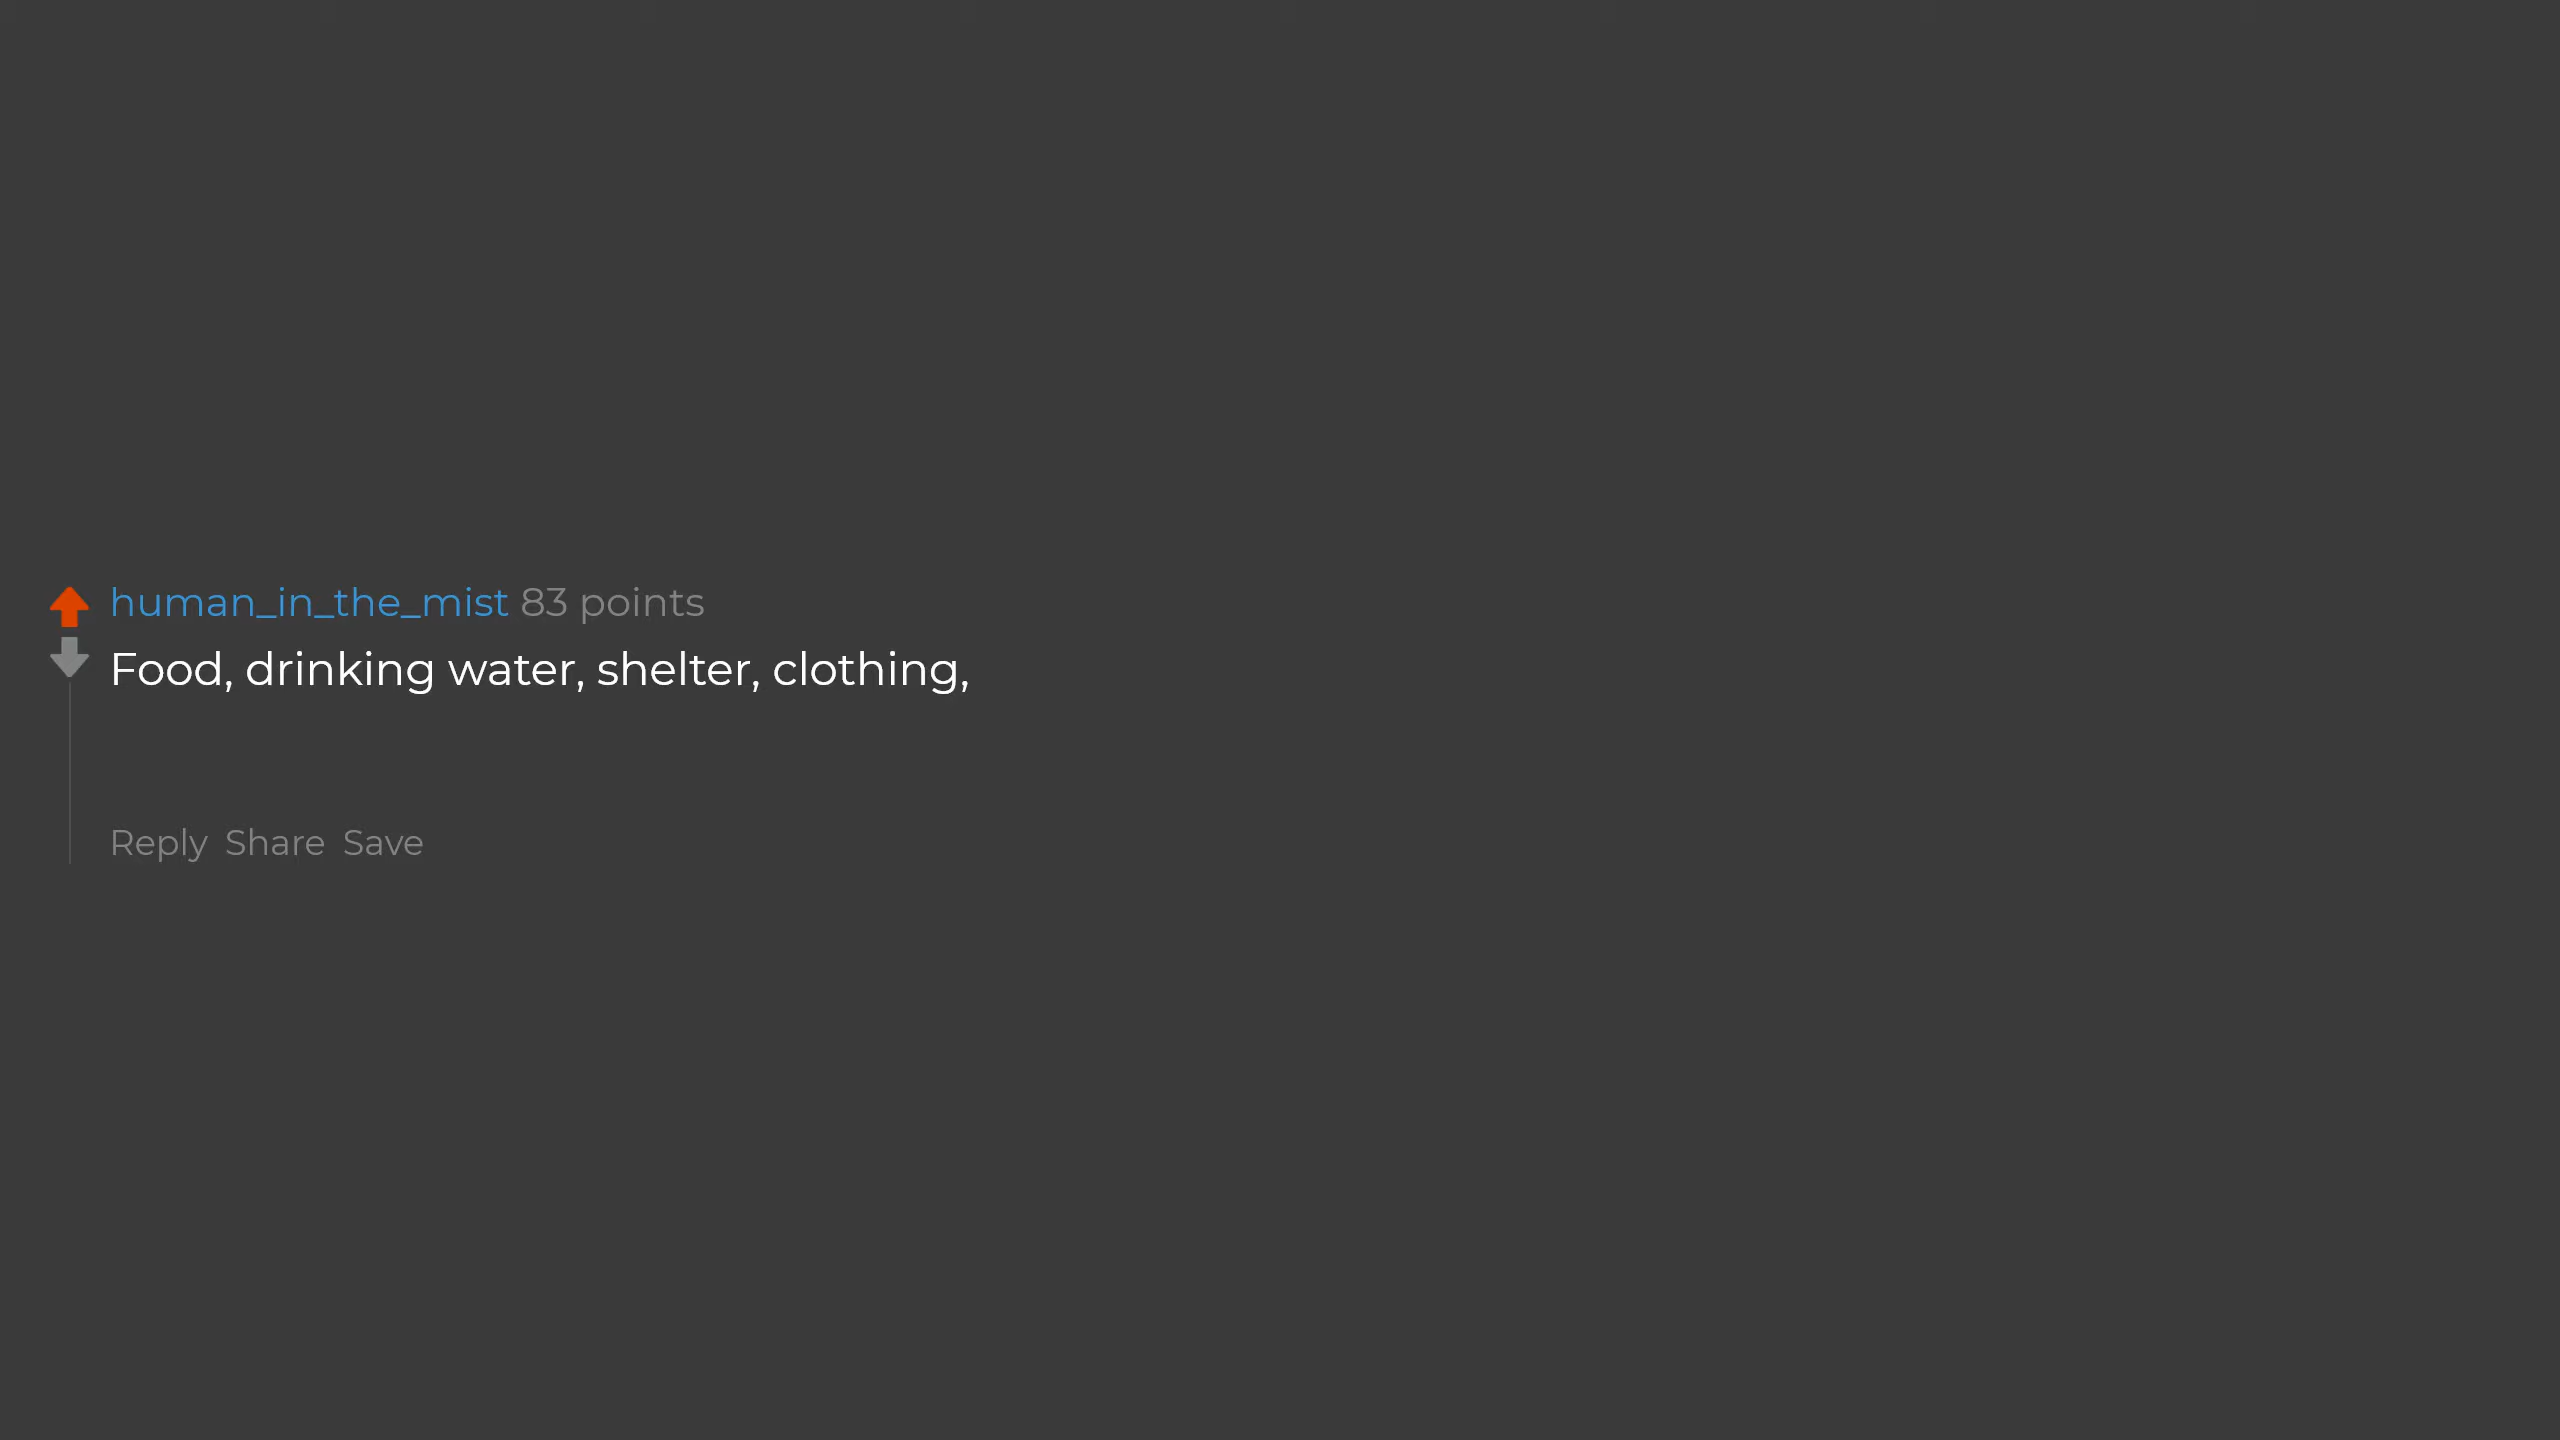 human_in_the_mist 83 points
Food, drinking water, shelter, clothing,
Reply Share Save